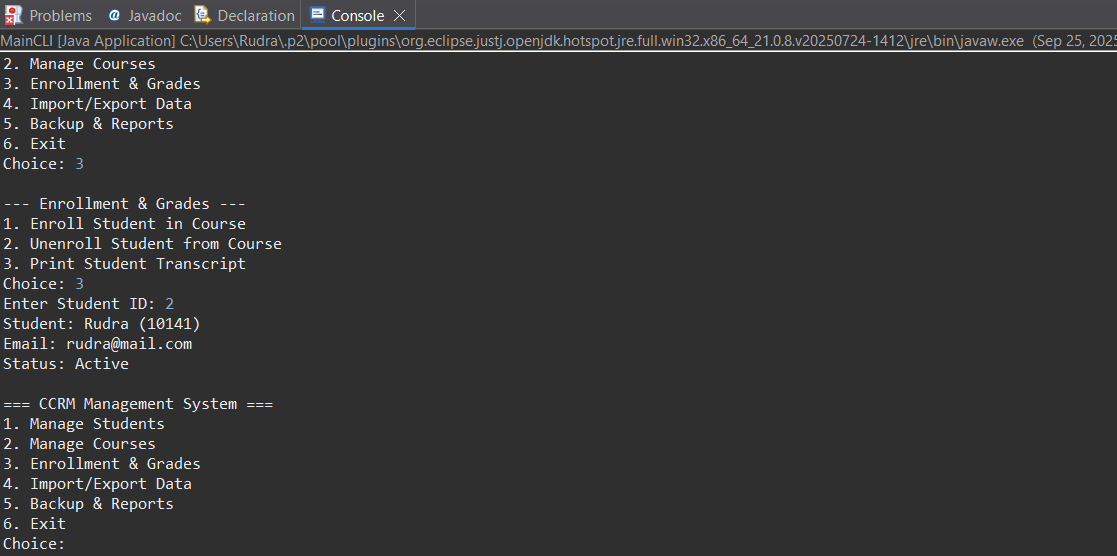 Problems @ Javadoc Declaration Console
MainCLI [Java Application] C:\Users\Rudra\.p2\pool\plugins\org.eclipse.justj.openjdk.hotspot.jre.full.win32.x86_64_21.0.8.v20250724-1412\jre\bin\javaw.exe (Sep 25, 2025
2. Manage Courses
3. Enrollment & Grades
4. Import/Export Data
5. Backup & Reports
6. Exit
Choice: 3
--- Enrollment & Grades ---
1. Enroll Student in Course
2. Unenroll Student from Course
3. Print Student Transcript
Choice: 3
Enter Student ID: 2
Student: Rudra (10141)
Email: rudra@mail.com
Status: Active
=== CCRM Management System ===
1. Manage Students
2. Manage Courses
3. Enrollment & Grades
4. Import/Export Data
5. Backup & Reports
6. Exit
Choice: